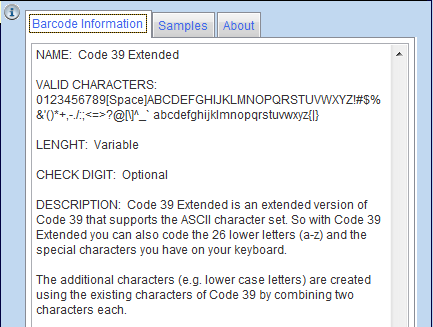 Barcode Information Samples About
NAME:  Code 39 Extended
VALID CHARACTERS:
0123456789[Space]ABCDEFGHIJKLMNOPQRSTUVWXYZ!#$%
&'()*+,-./:;<=>?@[\]^_` abcdefghijklmnopqrstuvwxyz{|}
LENGHT:  Variable
CHECK DIGIT:  Optional
DESCRIPTION:  Code 39 Extended is an extended version of
Code 39 that supports the ASCII character set. So with Code 39
Extended you can also code the 26 lower letters (a-z) and the
special characters you have on your keyboard.
The additional characters (e.g. lower case letters) are created
using the existing characters of Code 39 by combining two
characters each.